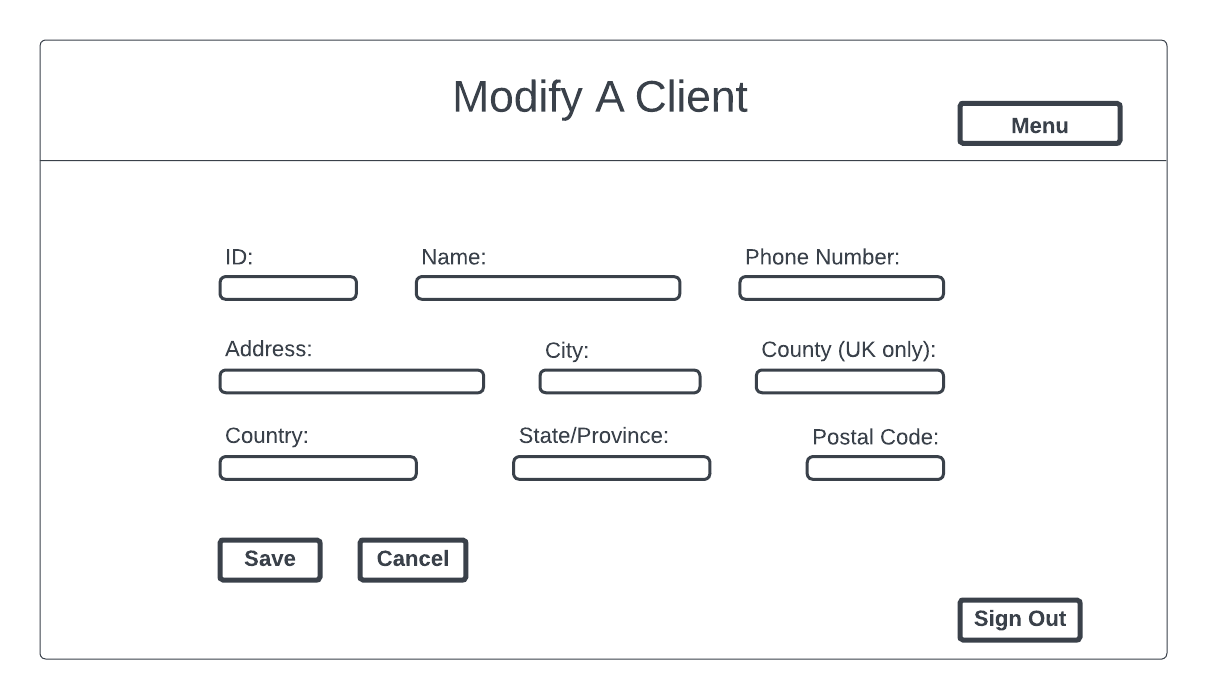 Modify A Client
Menu
ID:
Name:
Phone Number:
Address:
City:
County (UK only):
Country:
State/Province:
Postal Code:
Save
Cancel
Sign Out